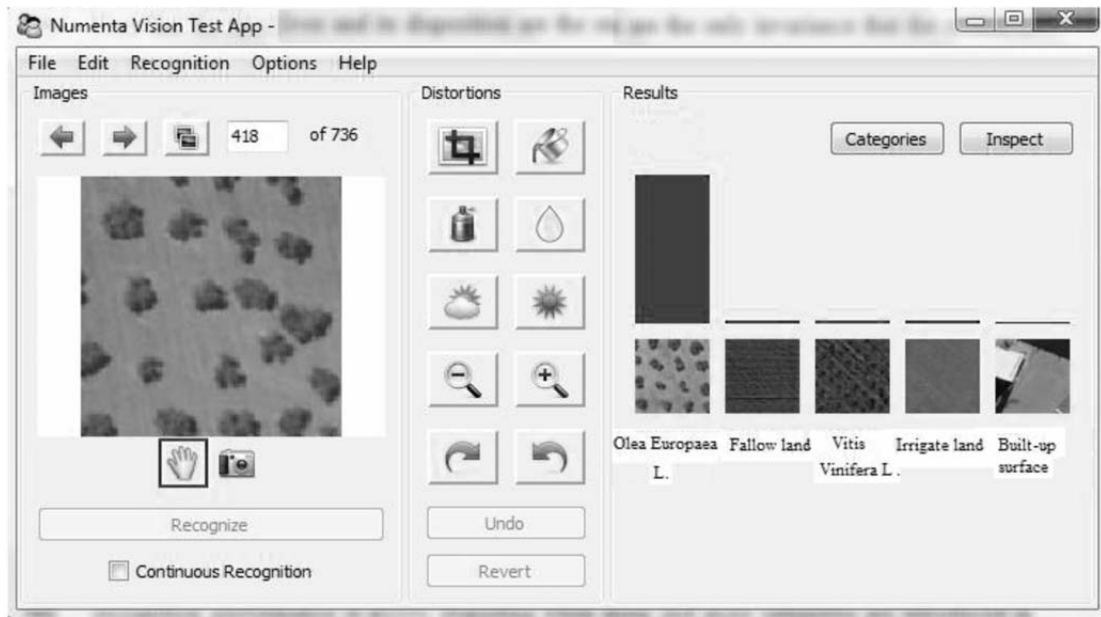 Numenta Vision Test App -
File Edit Recognition Options Help
Images
418 of 736
Recognize
Continuous Recognition
Distortions
Undo
Revert
Results
Categories Inspect
Olea Europaea L.
Fallow land
Vitis Vinifera L .
Irrigate land
Built-up surface